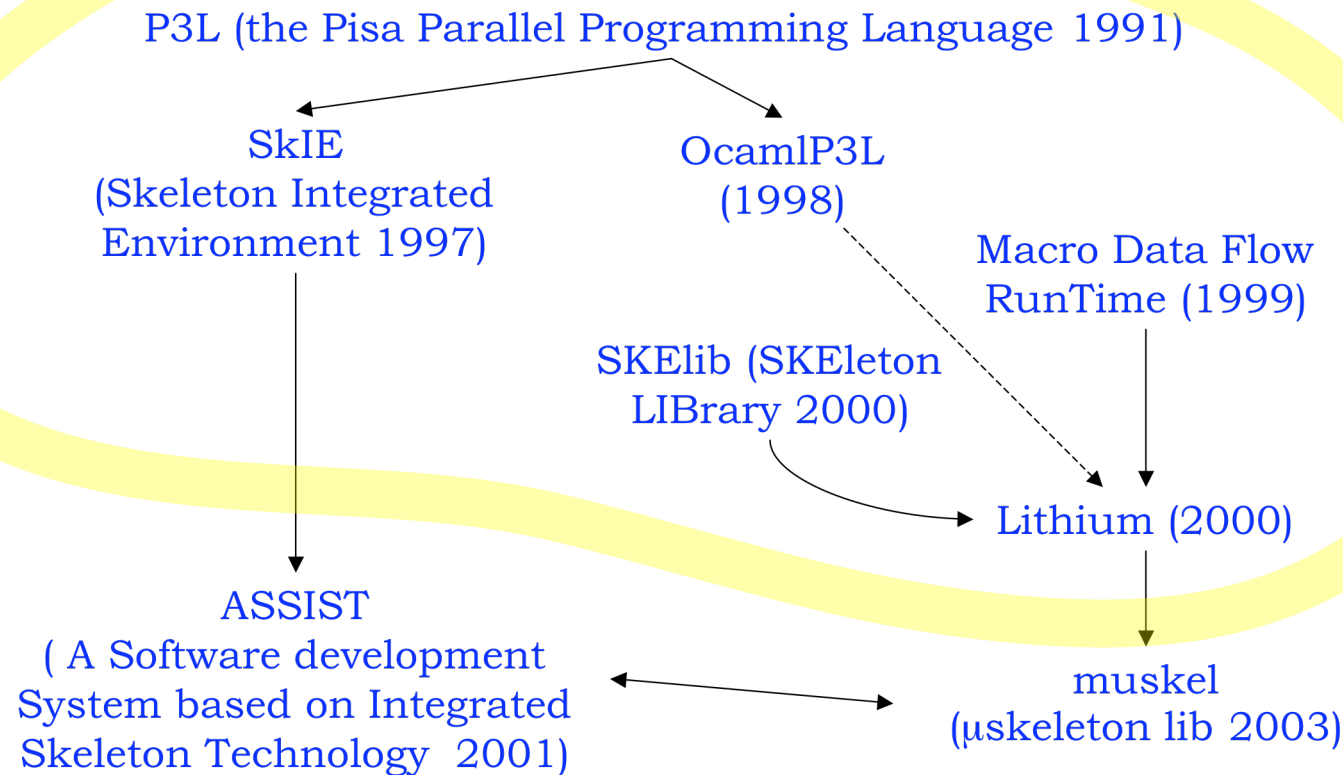 P3L (the Pisa Parallel Programming Language 1991)
SkIE
(Skeleton Integrated
Environment 1997)
OcamlP3L
(1998)
Macro Data Flow
RunTime (1999)
SKElib (SKEleton
LIBrary 2000)
Lithium (2000)
ASSIST
( A Software development
System based on Integrated
Skeleton Technology 2001)
muskel
(µskeleton lib 2003)